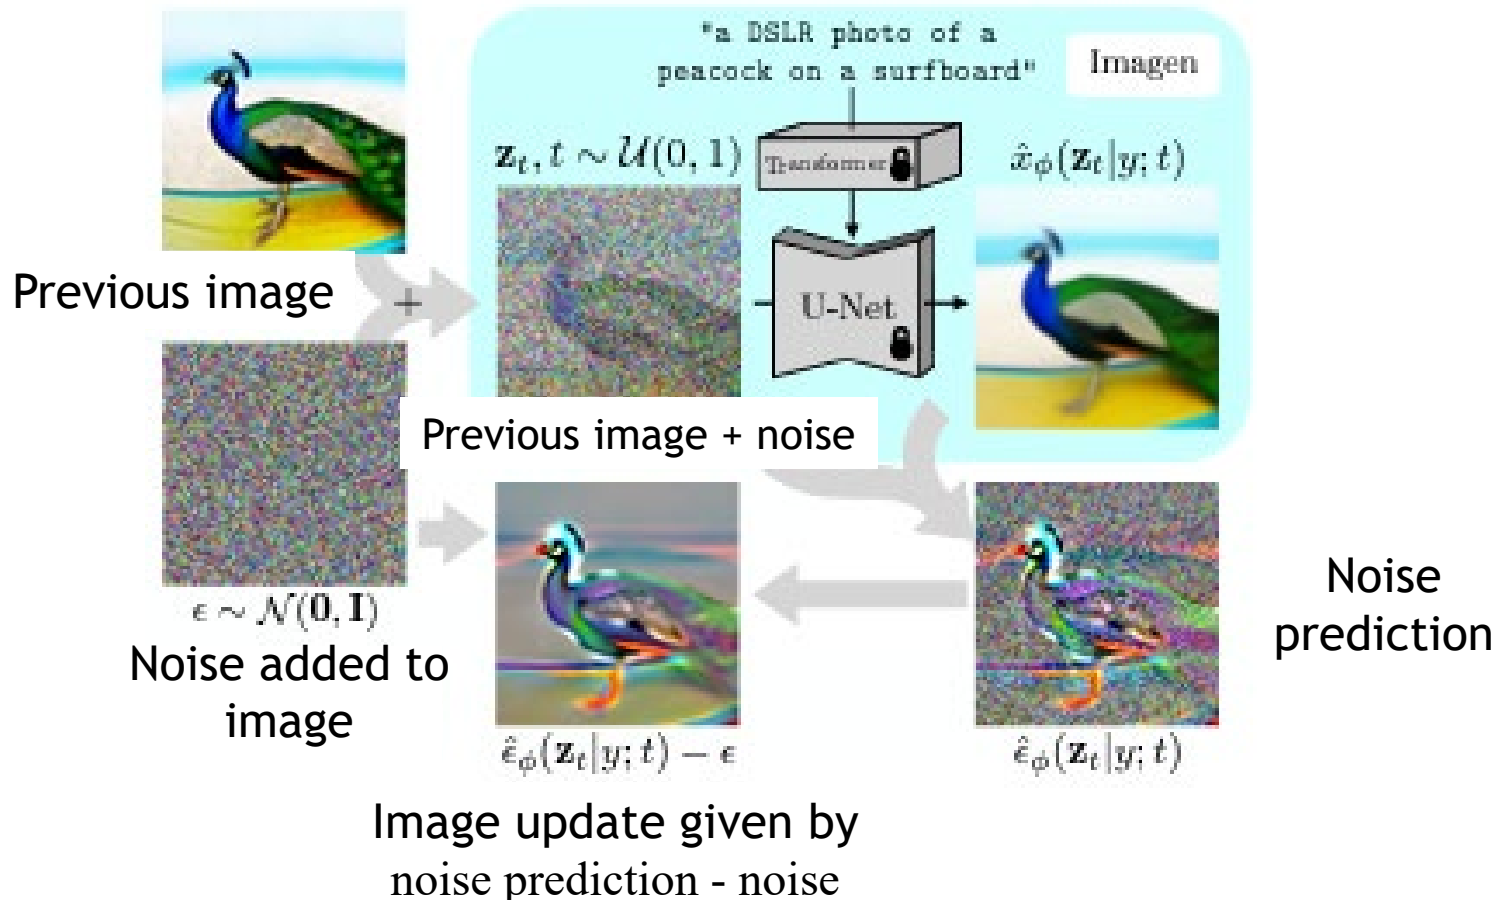 "a DSLR photo of a
peacock on a surfboard"
Imagen
z_t, t ∼ 𝒰(0, 1)
Transformer
x̂_ϕ(z_t|y; t)
Previous image
+
U-Net
Previous image + noise
ϵ ∼ 𝒩(0, I)
Noise added to
image
Noise
prediction
ϵ̂_ϕ(z_t|y; t) − ϵ
ϵ̂_ϕ(z_t|y; t)
Image update given by
noise prediction - noise